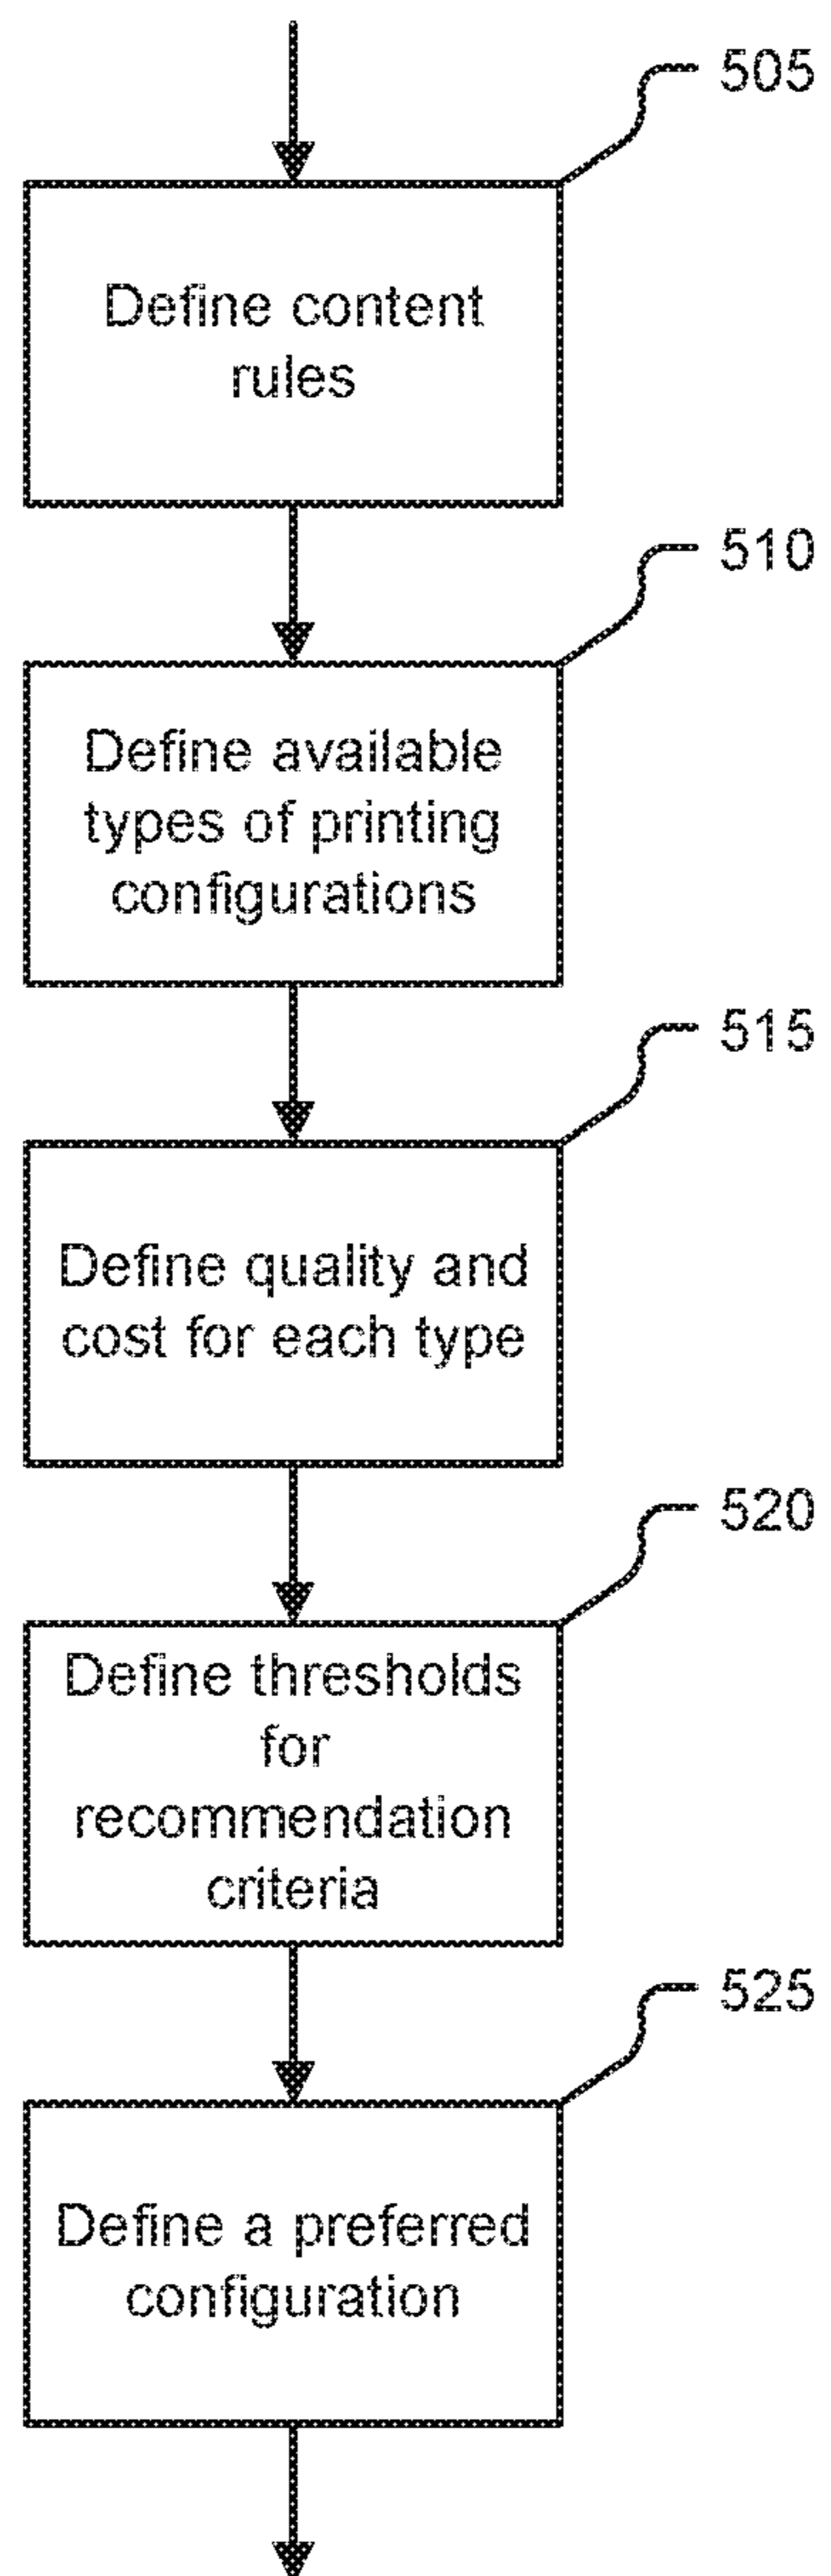 505
Define content
rules
510
Define available
types of printing
configurations
515
Define quality and
cost for each type
520
Define thresholds
for
recommendation
criteria
525
Define a preferred
configuration